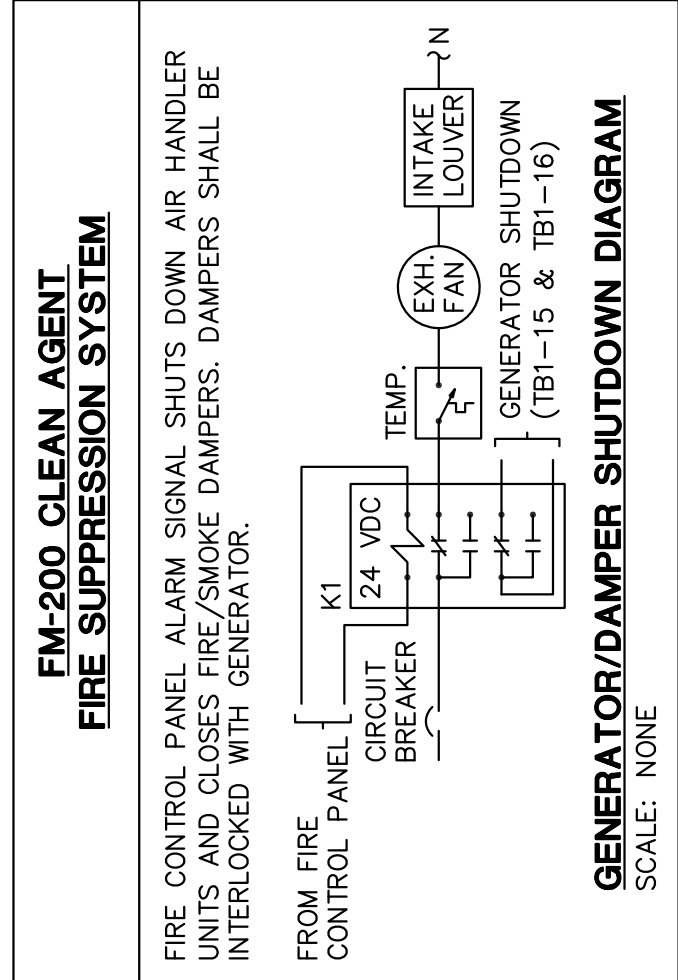 FM-200 CLEAN AGENT
FIRE SUPPRESSION SYSTEM
FIRE CONTROL PANEL ALARM SIGNAL SHUTS DOWN AIR HANDLER
UNITS AND CLOSES FIRE/SMOKE DAMPERS. DAMPERS SHALL BE
INTERLOCKED WITH GENERATOR.
FROM FIRE
CONTROL PANEL
CIRCUIT
BREAKER
K1
24 VDC
TEMP.
EXH.
FAN
INTAKE
LOUVER
N
GENERATOR SHUTDOWN
(TB1-15 & TB1-16)
GENERATOR/DAMPER SHUTDOWN DIAGRAM
SCALE: NONE